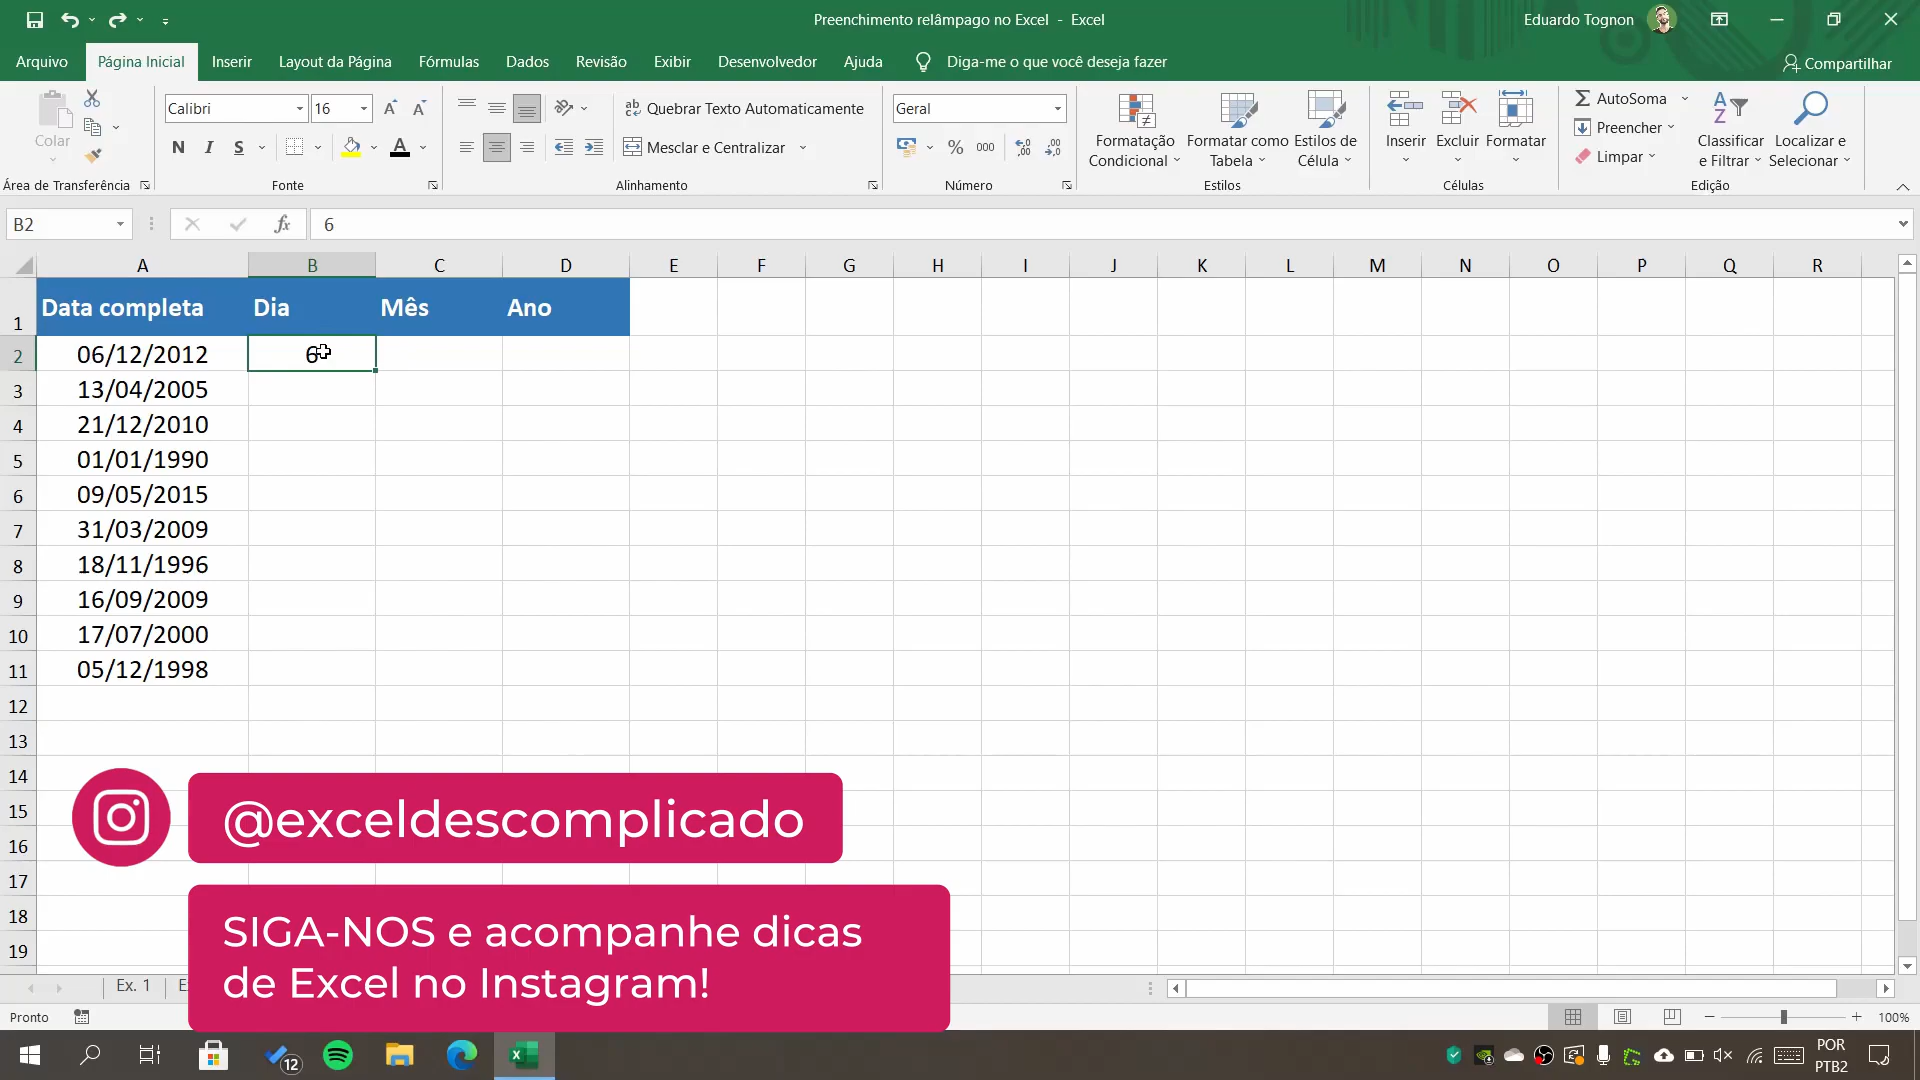 Preenchimento relâmpago no Excel - Excel
Eduardo Tognon
Arquivo
Página Inicial
Inserir
Layout da Página
Fórmulas
Dados
Revisão
Exibir
Desenvolvedor
Ajuda
Diga-me o que você deseja fazer
Compartilhar
Colar
Calibri
16
N I S
ab
Quebrar Texto Automaticamente
Mesclar e Centralizar
Geral
% 000
Formatação Condicional
Formatar como Tabela
Estilos de Célula
Inserir
Excluir
Formatar
AutoSoma
Preencher
Limpar
Classificar e Filtrar
Localizar e Selecionar
Área de Transferência
Fonte
Alinhamento
Número
Estilos
Células
Edição
B2
fx
6
A B C D E F G H I J K L M N O P Q R
1 Data completa Dia Mês Ano
2 06/12/2012 6
3 13/04/2005
4 21/12/2010
5 01/01/1990
6 09/05/2015
7 31/03/2009
8 18/11/1996
9 16/09/2009
10 17/07/2000
11 05/12/1998
12
13
14
15
16
17
18
19
@exceldescomplicado
SIGA-NOS e acompanhe dicas
de Excel no Instagram!
Ex. 1
Pronto
100%
12
POR
PTB2